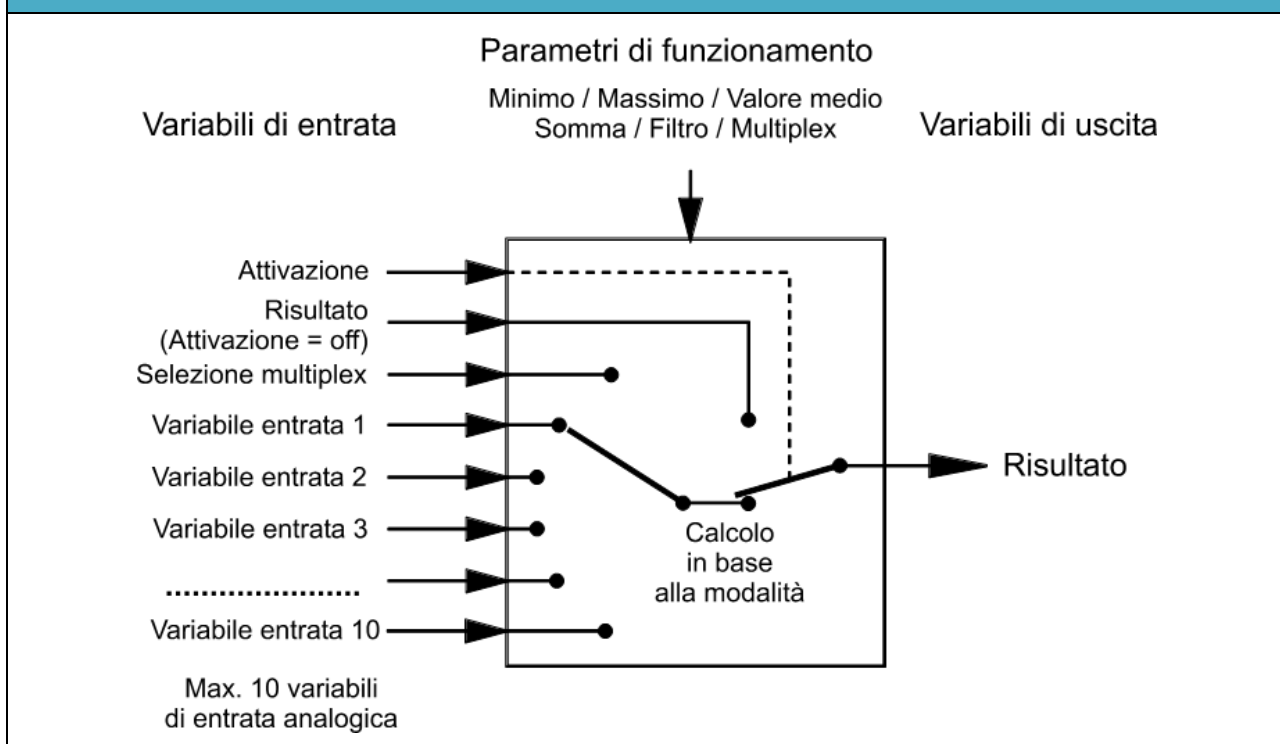 Parametri di funzionamento
Minimo / Massimo / Valore medio
Somma / Filtro / Multiplex
Variabili di entrata
Variabili di uscita
Attivazione
Risultato
(Attivazione = off)
Selezione multiplex
Variabile entrata 1
Variabile entrata 2
Variabile entrata 3
.......................
Variabile entrata 10
Max. 10 variabili
di entrata analogica
Calcolo
in base
alla modalità
Risultato